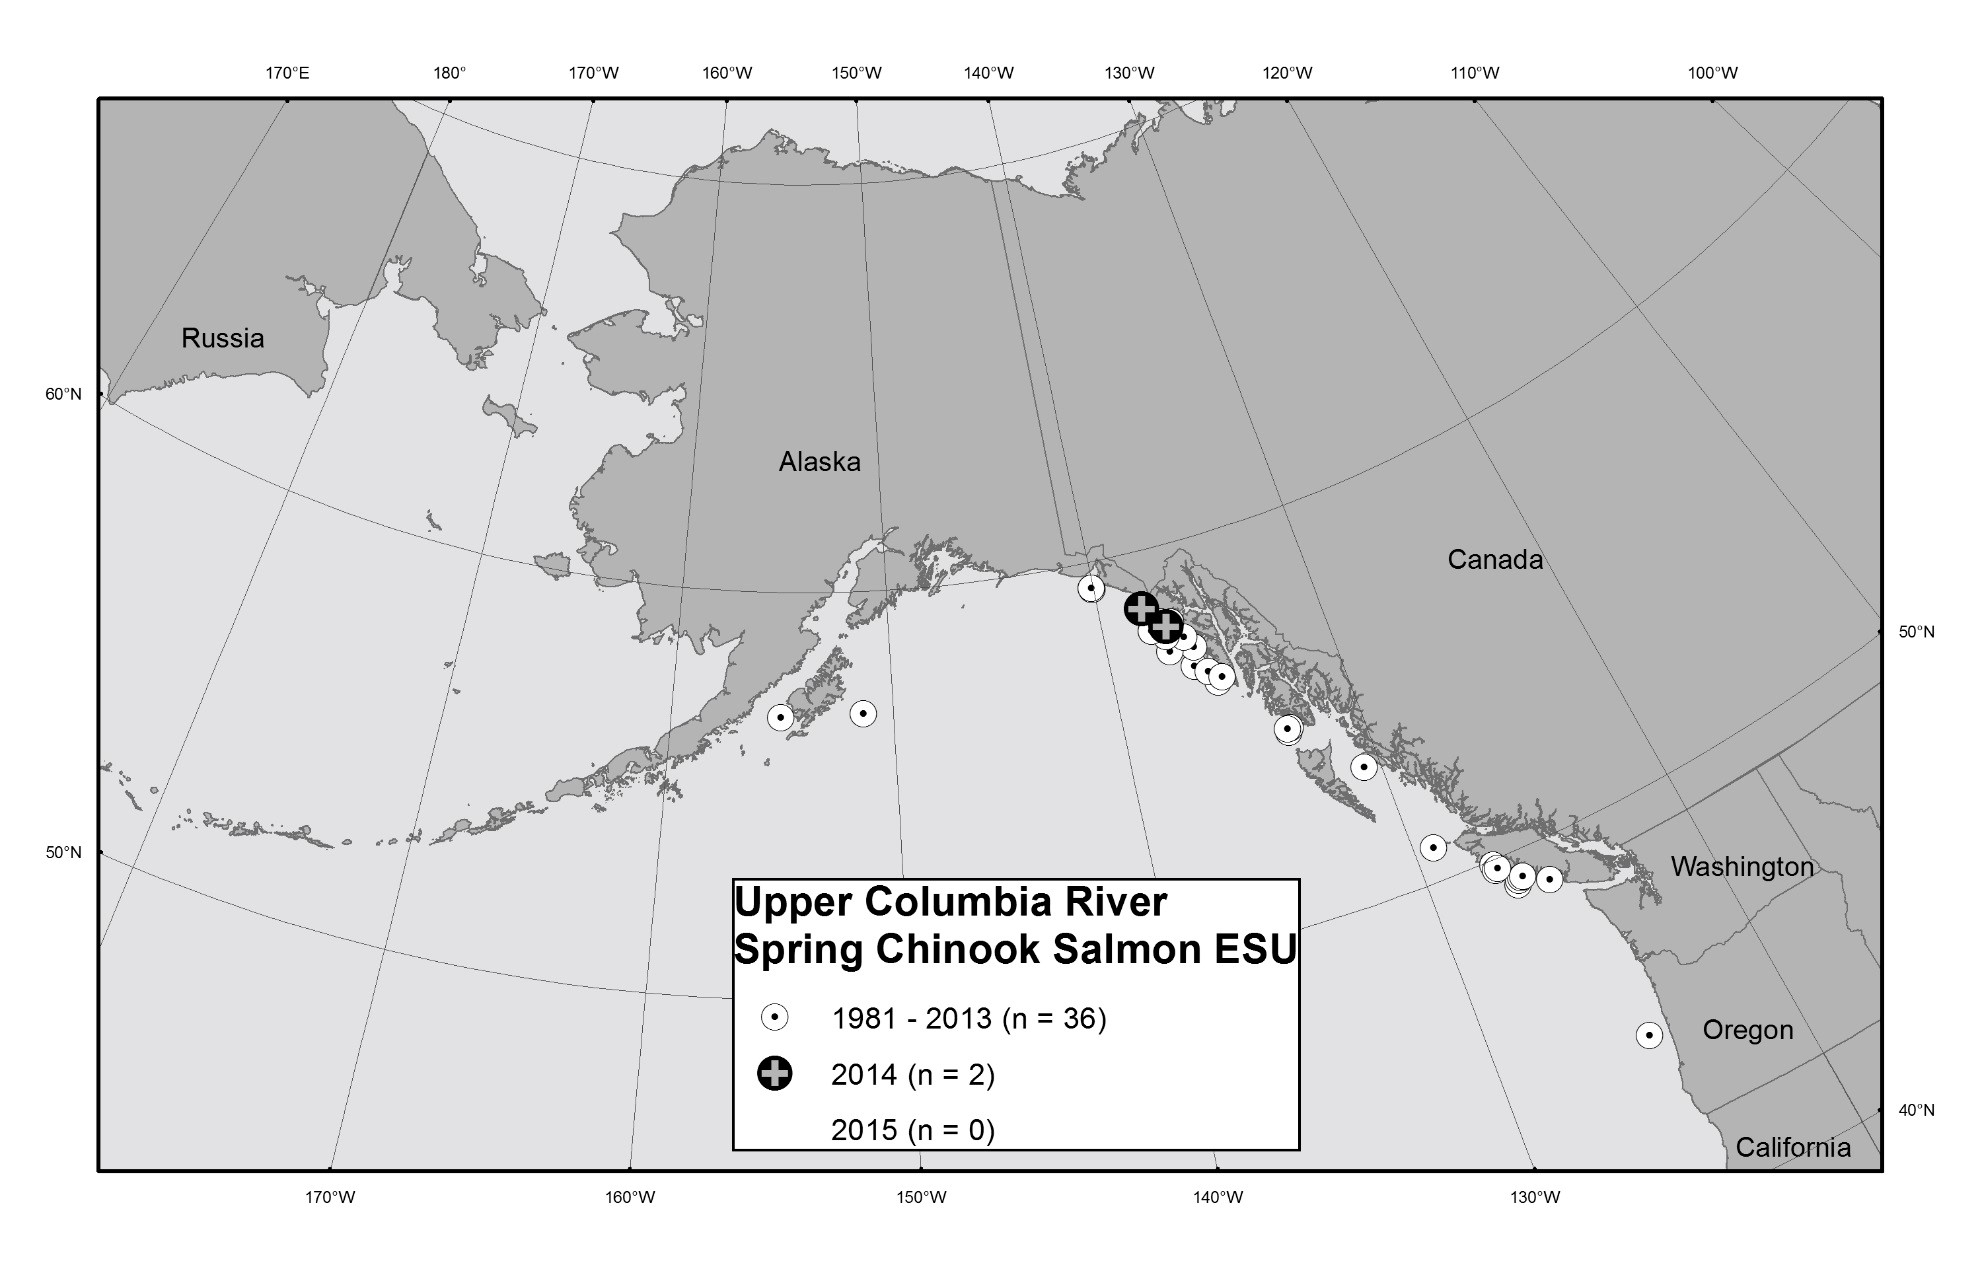 170°E 180° 170°W 160°W 150°W 140°W 130°W 120°W 110°W 100°W
Russia
60°N
Alaska
Canada
50°N
50°N
Washington
Upper Columbia River
Spring Chinook Salmon ESU
1981 - 2013 (n = 36)
2014 (n = 2)
2015 (n = 0)
Oregon
40°N
California
170°W 160°W 150°W 140°W 130°W